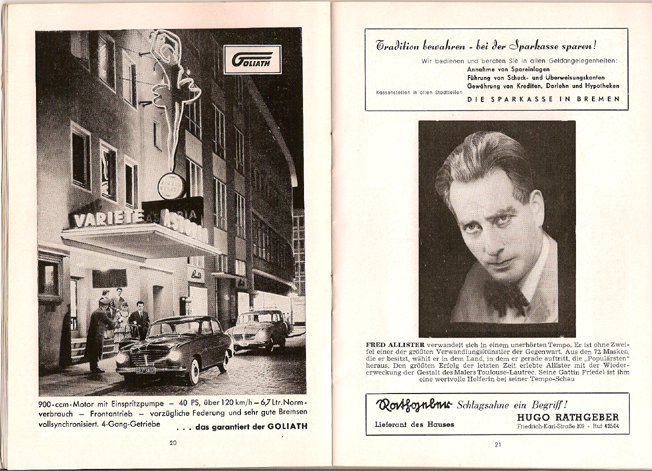 GOLIATH
VARIETE ASTORIA
900-ccm-Motor mit Einspritzpumpe – 40 PS, über 120 km/h – 6,7 Ltr. Norm-
verbrauch – Frontantrieb – vorzügliche Federung und sehr gute Bremsen
vollsynchronisiert. 4-Gang-Getriebe
... das garantiert der GOLIATH
20
Tradition bewahren - bei der Sparkasse sparen!
Wir bedienen und beraten Sie in allen Geldangelegenheiten:
Annahme von Spareinlagen
Führung von Scheck- und Überweisungskonten
Gewährung von Krediten, Darlehn und Hypotheken
Kassenstellen in allen Stadtteilen
DIE SPARKASSE IN BREMEN
FRED ALLISTER verwandelt sich in einem unerhörten Tempo. Er ist ohne Zwei-
fel einer der größten Verwandlungskünstler der Gegenwart. Aus den 72 Masken,
die er besitzt, wählt er in dem Land, in dem er gerade auftritt, die „Populärsten"
heraus. Den größten Erfolg der letzten Zeit erlebte Allister mit der Wieder-
erweckung der Gestalt des Malers Toulouse-Lautrec. Seine Gattin Friedel ist ihm
eine wertvolle Helferin bei seiner Tempo-Schau
Rathgeber Schlagsahne ein Begriff!
Lieferant des Hauses
HUGO RATHGEBER
Friedrich-Karl-Straße 101 - Ruf 42504
21